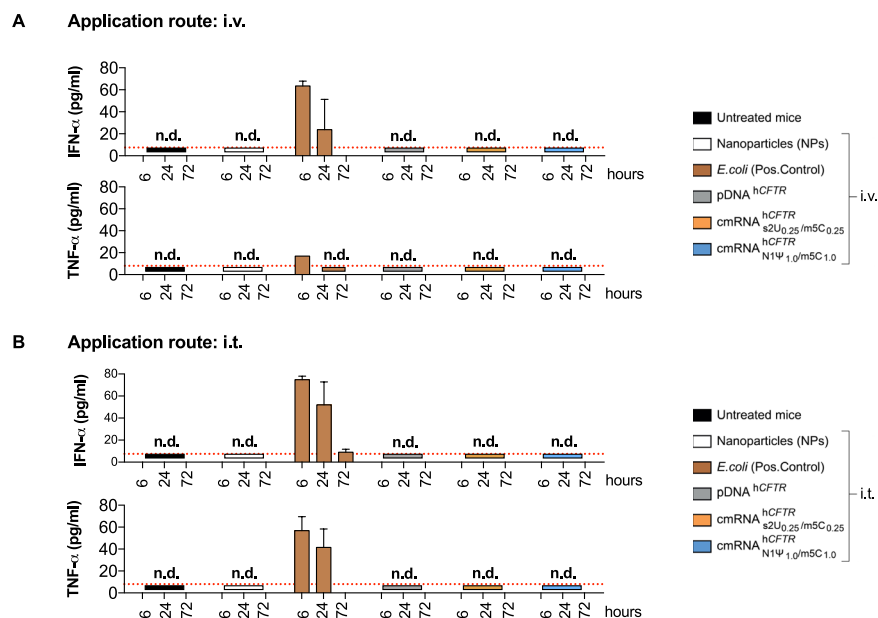 A Application route: i.v.
IFN-α (pg/ml)
80
60
40
20
0
n.d. n.d. n.d. n.d. n.d.
6 24 72 6 24 72 6 24 72 6 24 72 6 24 72 6 24 72 hours
TNF-α (pg/ml)
80
60
40
20
0
n.d. n.d. n.d. n.d. n.d. n.d.
6 24 72 6 24 72 6 24 72 6 24 72 6 24 72 6 24 72 hours
Untreated mice
Nanoparticles (NPs)
E.coli (Pos.Control)
pDNA hCFTR
cmRNA hCFTR s2U0.25/m5C0.25
cmRNA hCFTR N1Ψ1.0/m5C1.0
i.v.
B Application route: i.t.
IFN-α (pg/ml)
80
60
40
20
0
n.d. n.d. n.d. n.d. n.d.
6 24 72 6 24 72 6 24 72 6 24 72 6 24 72 6 24 72 hours
TNF-α (pg/ml)
80
60
40
20
0
n.d. n.d. n.d. n.d. n.d.
6 24 72 6 24 72 6 24 72 6 24 72 6 24 72 6 24 72 hours
Untreated mice
Nanoparticles (NPs)
E.coli (Pos.Control)
pDNA hCFTR
cmRNA hCFTR s2U0.25/m5C0.25
cmRNA hCFTR N1Ψ1.0/m5C1.0
i.t.